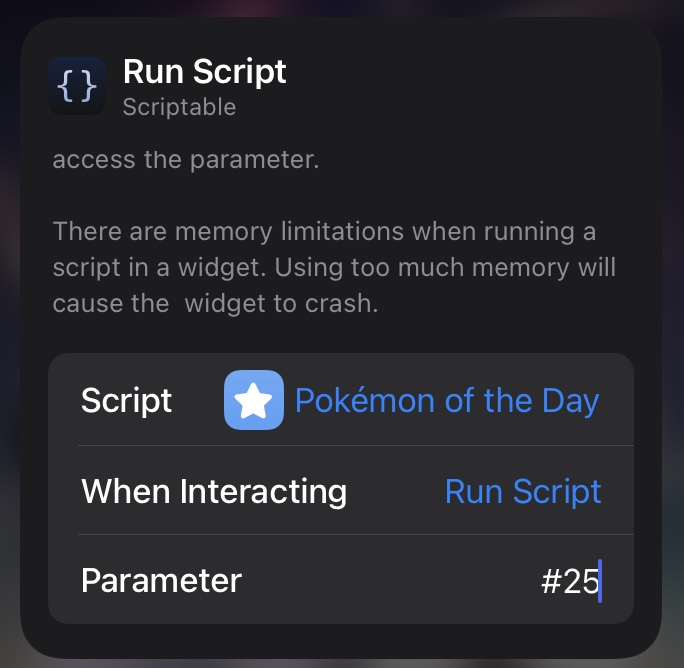 {}
Run Script
Scriptable
access the parameter.
There are memory limitations when running a
script in a widget. Using too much memory will
cause the  widget to crash.
Script Pokémon of the Day
When Interacting Run Script
Parameter #25